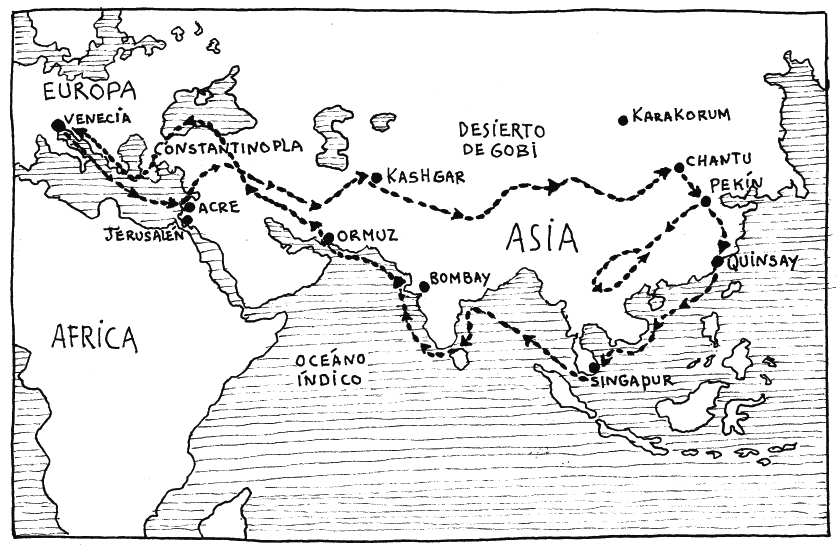 EUROPA
VENECIA
CONSTANTINOPLA
ACRE
JERUSALÉN
KASHGAR
DESIERTO
DE GOBI
KARAKORUM
CHANTU
PEKÍN
ORMUZ
ASIA
QUINSAY
BOMBAY
AFRICA
OCEÁNO
ÍNDICO
SINGAPUR